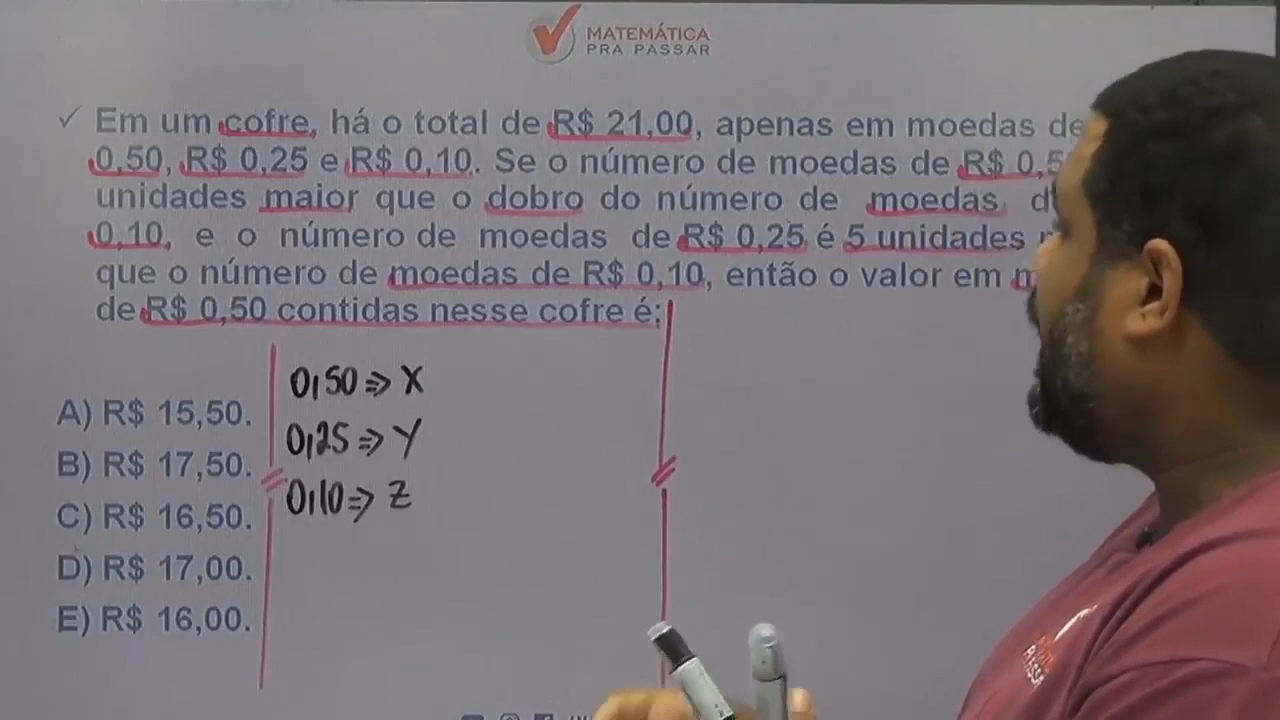 MATEMÁTICA
PRA PASSAR
✓ Em um cofre, há o total de R$ 21,00, apenas em moedas de
0,50, R$ 0,25 e R$ 0,10. Se o número de moedas de R$
unidades maior que o dobro do número de moedas
0,10, e o número de moedas de R$ 0,25 é 5 unidades
que o número de moedas de R$ 0,10, então o valor em
de R$ 0,50 contidas nesse cofre é:
0,50 => X
A) R$ 15,50.
0,25 => Y
B) R$ 17,50.
0,10 => Z
C) R$ 16,50.
D) R$ 17,00.
E) R$ 16,00.